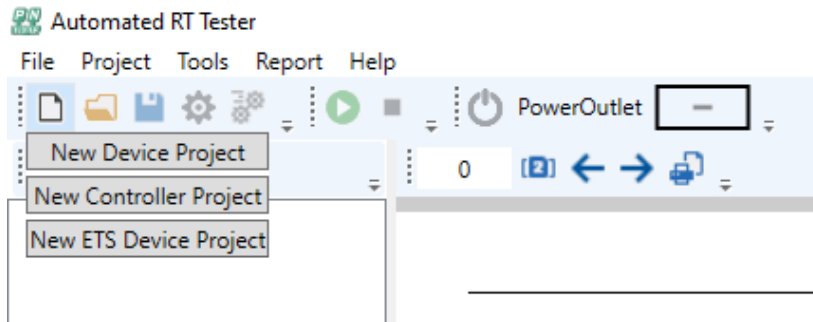 Automated RT Tester
File Project Tools Report Help
PowerOutlet
New Device Project
0
New Controller Project
New ETS Device Project